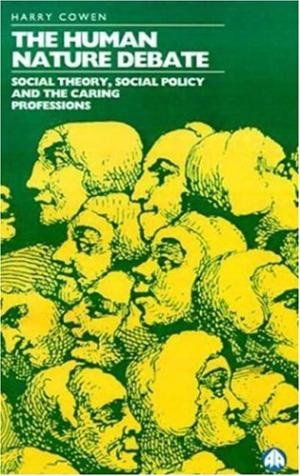 HARRY COWEN
THE HUMAN
NATURE DEBATE
SOCIAL THEORY, SOCIAL POLICY
AND THE CARING
PROFESSIONS